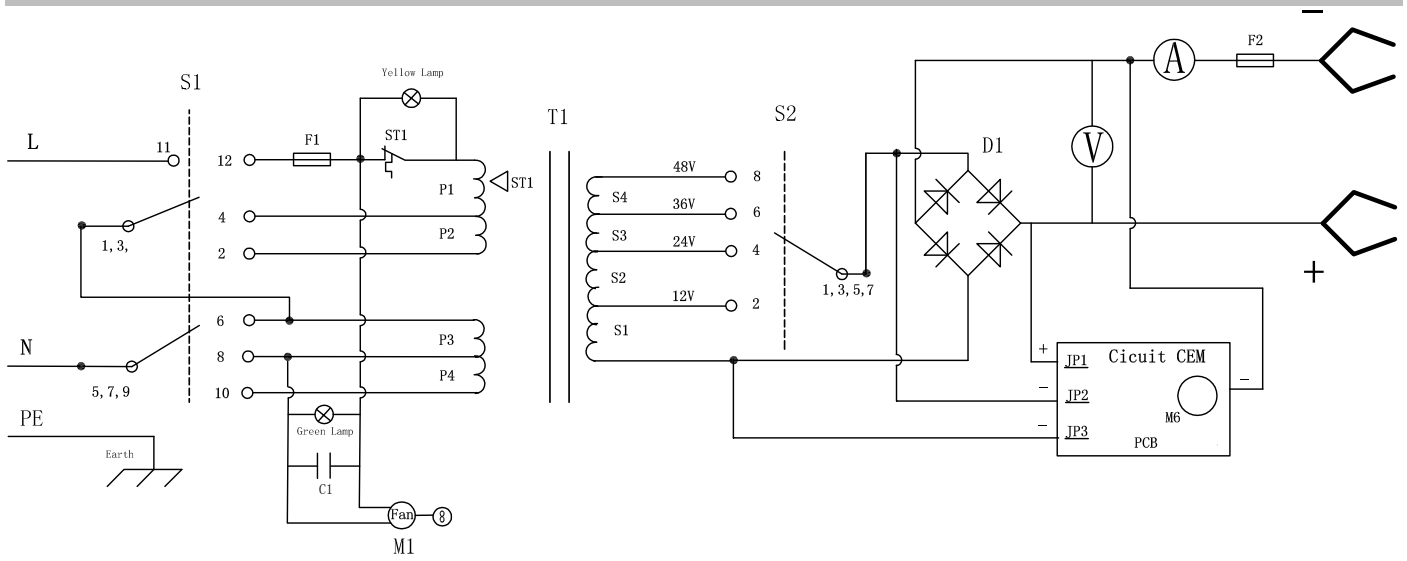 −
F2
A
Yellow Lamp
S1
T1
S2
L
11
12
F1
ST1
V
D1
48V
8
P1
ST1
S4
36V
6
4
P2
S3
24V
4
1,3,
2
S2
1,3,5,7
+
12V
2
6
P3
S1
N
8
P4
5,7,9
10
+
Cicuit CEM
JP1
−
−
JP2
M6
−
JP3
PCB
PE
Green Lamp
Earth
C1
Fan
8
M1